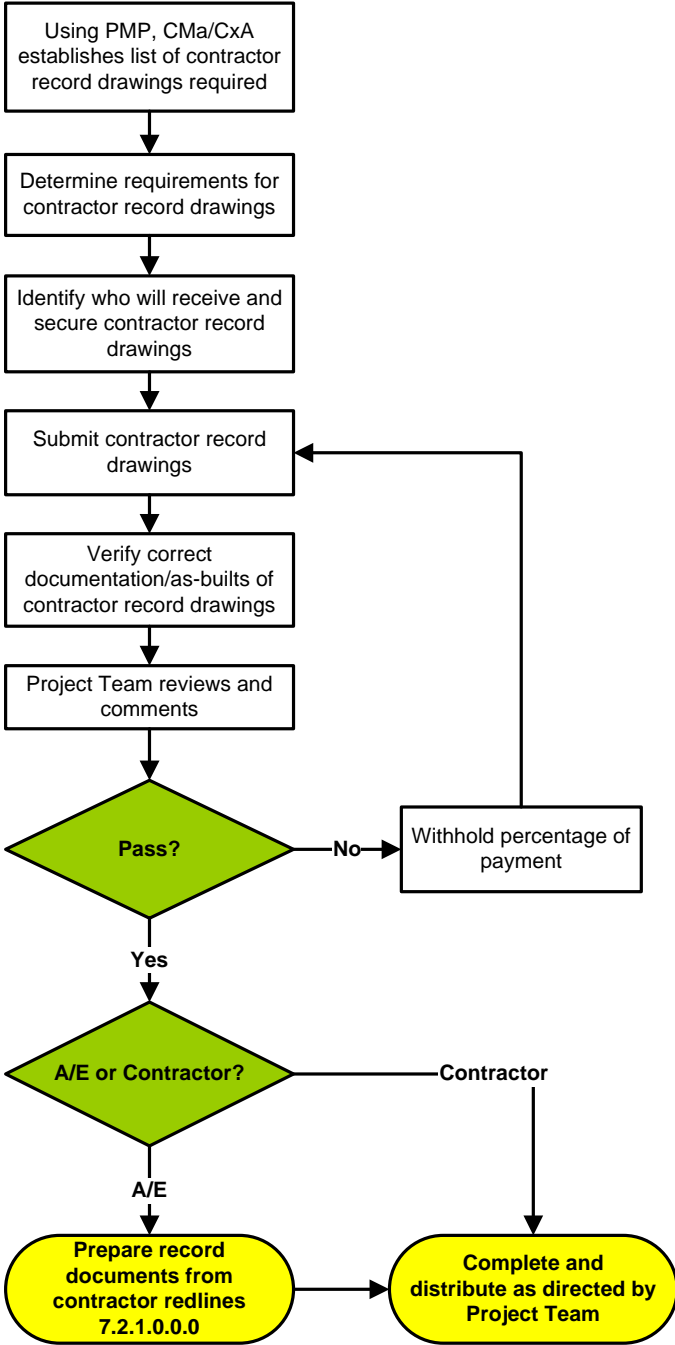 Using PMP, CMa/CxA
establishes list of contractor
record drawings required
Determine requirements for
contractor record drawings
Identify who will receive and
secure contractor record
drawings
Submit contractor record
drawings
Verify correct
documentation/as-builts of
contractor record drawings
Project Team reviews and
comments
Pass?
No
Withhold percentage of
payment
Yes
A/E or Contractor?
Contractor
A/E
Prepare record
documents from
contractor redlines
7.2.1.0.0.0
Complete and
distribute as directed by
Project Team